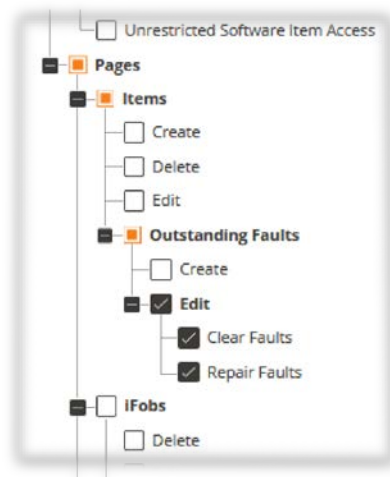 Unrestricted Software Item Access
Pages
Items
Create
Delete
Edit
Outstanding Faults
Create
Edit
Clear Faults
Repair Faults
iFobs
Delete